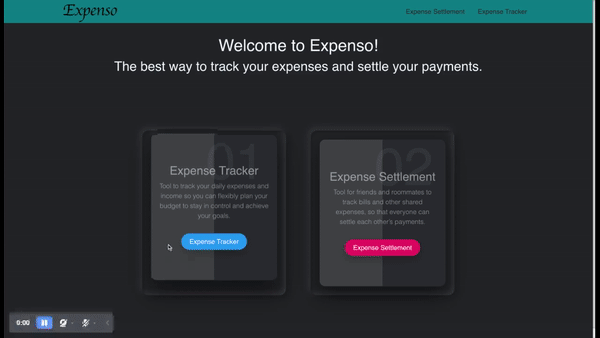 Expenso
Expense Settlement Expense Tracker
Welcome to Expenso!
The best way to track your expenses and settle your payments.
01
Expense Tracker
Tool to track your daily expenses and
income so you can flexibly plan your
budget to stay in control and achieve
your goals.
Expense Tracker
02
Expense Settlement
Tool for friends and roommates to
track bills and other shared
expenses, so that everyone can
settle each other's payments.
Expense Settlement
0:00